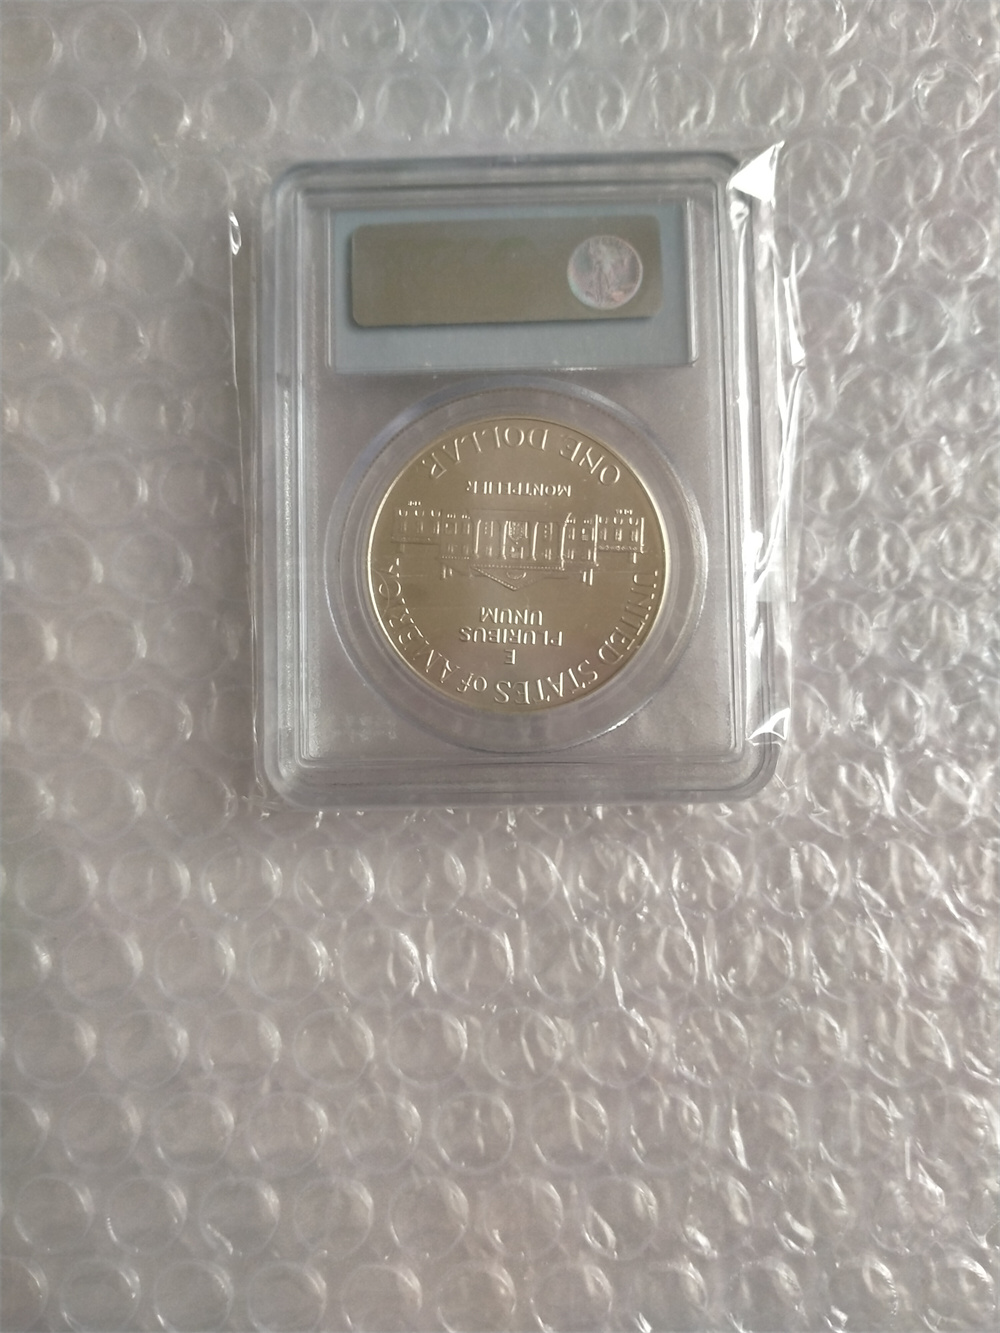 UNITED STATES of AMERICA
E
PLURIBUS
UNUM
MONTPELIER
ONE DOLLAR